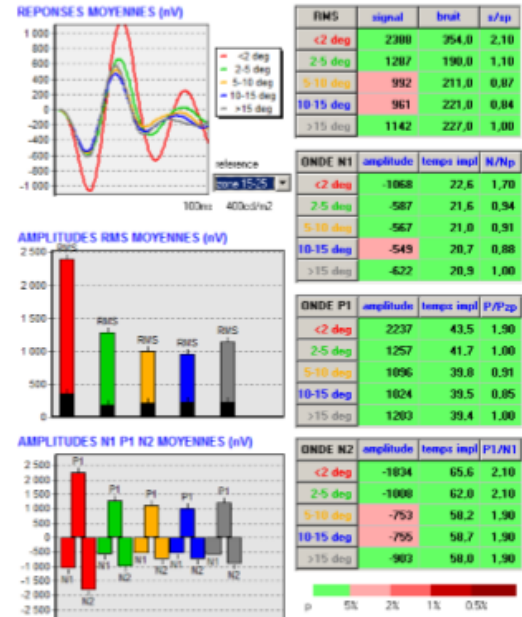 REPONSES MOYENNES (nV)
1 000
800
600
400
200
0
-200
-400
-600
-800
-1 000
<2 deg
2-5 deg
5-10 deg
10-15 deg
>15 deg
reference
zone 15-25
100ms 400cd/m2
AMPLITUDES RMS MOYENNES (nV)
2 500
2 000
1 500
1 000
500
0
RMS
RMS
RMS
RMS
RMS
AMPLITUDES N1 P1 N2 MOYENNES (nV)
2 500
2 000
1 500
1 000
500
0
-500
-1 000
-1 500
-2 000
-2 500
P1 P1 P1 P1 P1
N1 N2 N1 N2 N1 N2 N1 N2 N1 N2
RMS signal bruit s/sp
<2 deg 2388 354,0 2,10
2-5 deg 1287 190,0 1,10
5-10 deg 992 211,0 0,87
10-15 deg 961 221,0 0,84
>15 deg 1142 227,0 1,00
ONDE N1 amplitude temps impl N/Np
<2 deg -1068 22,6 1,70
2-5 deg -587 21,6 0,94
5-10 deg -567 21,0 0,91
10-15 deg -549 20,7 0,88
>15 deg -622 20,9 1,00
ONDE P1 amplitude temps impl P/Pzp
<2 deg 2237 43,5 1,90
2-5 deg 1257 41,7 1,00
5-10 deg 1096 39,8 0,91
10-15 deg 1024 39,5 0,85
>15 deg 1203 39,4 1,00
ONDE N2 amplitude temps impl P1/N1
<2 deg -1834 65,6 2,10
2-5 deg -1008 62,0 2,10
5-10 deg -753 58,2 1,90
10-15 deg -755 58,7 1,90
>15 deg -903 58,0 1,90
p 5% 2% 1% 0.5%